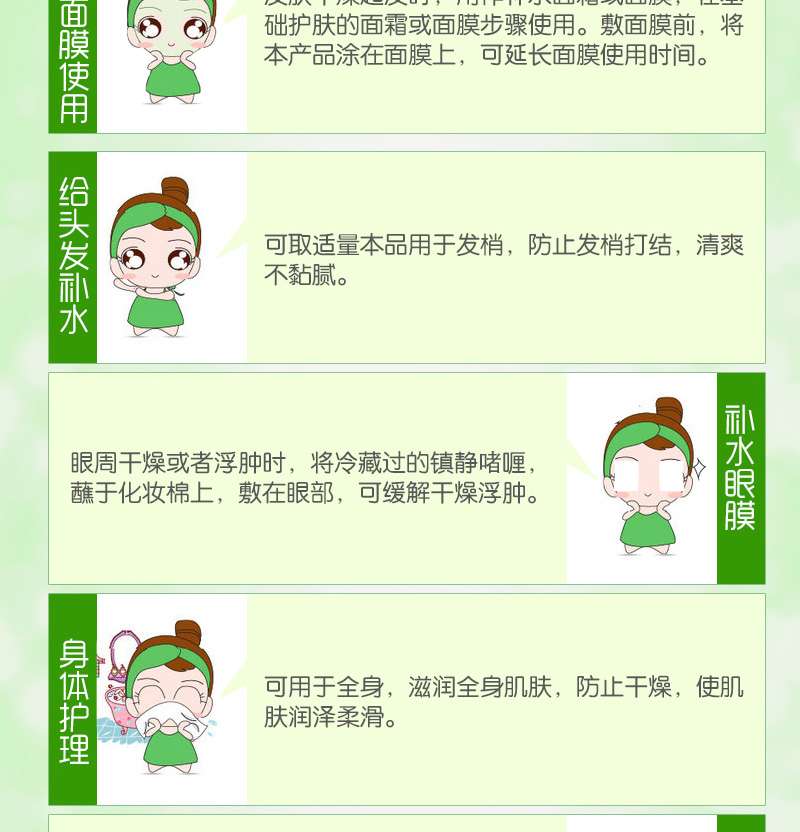 面膜使用
础护肤的面霜或面膜步骤使用。敷面膜前，将
本产品涂在面膜上，可延长面膜使用时间。
给头发补水
可取适量本品用于发梢，防止发梢打结，清爽
不黏腻。
眼周干燥或者浮肿时，将冷藏过的镇静啫喱，
蘸于化妆棉上，敷在眼部，可缓解干燥浮肿。
补水眼膜
身体护理
可用于全身，滋润全身肌肤，防止干燥，使肌
肤润泽柔滑。